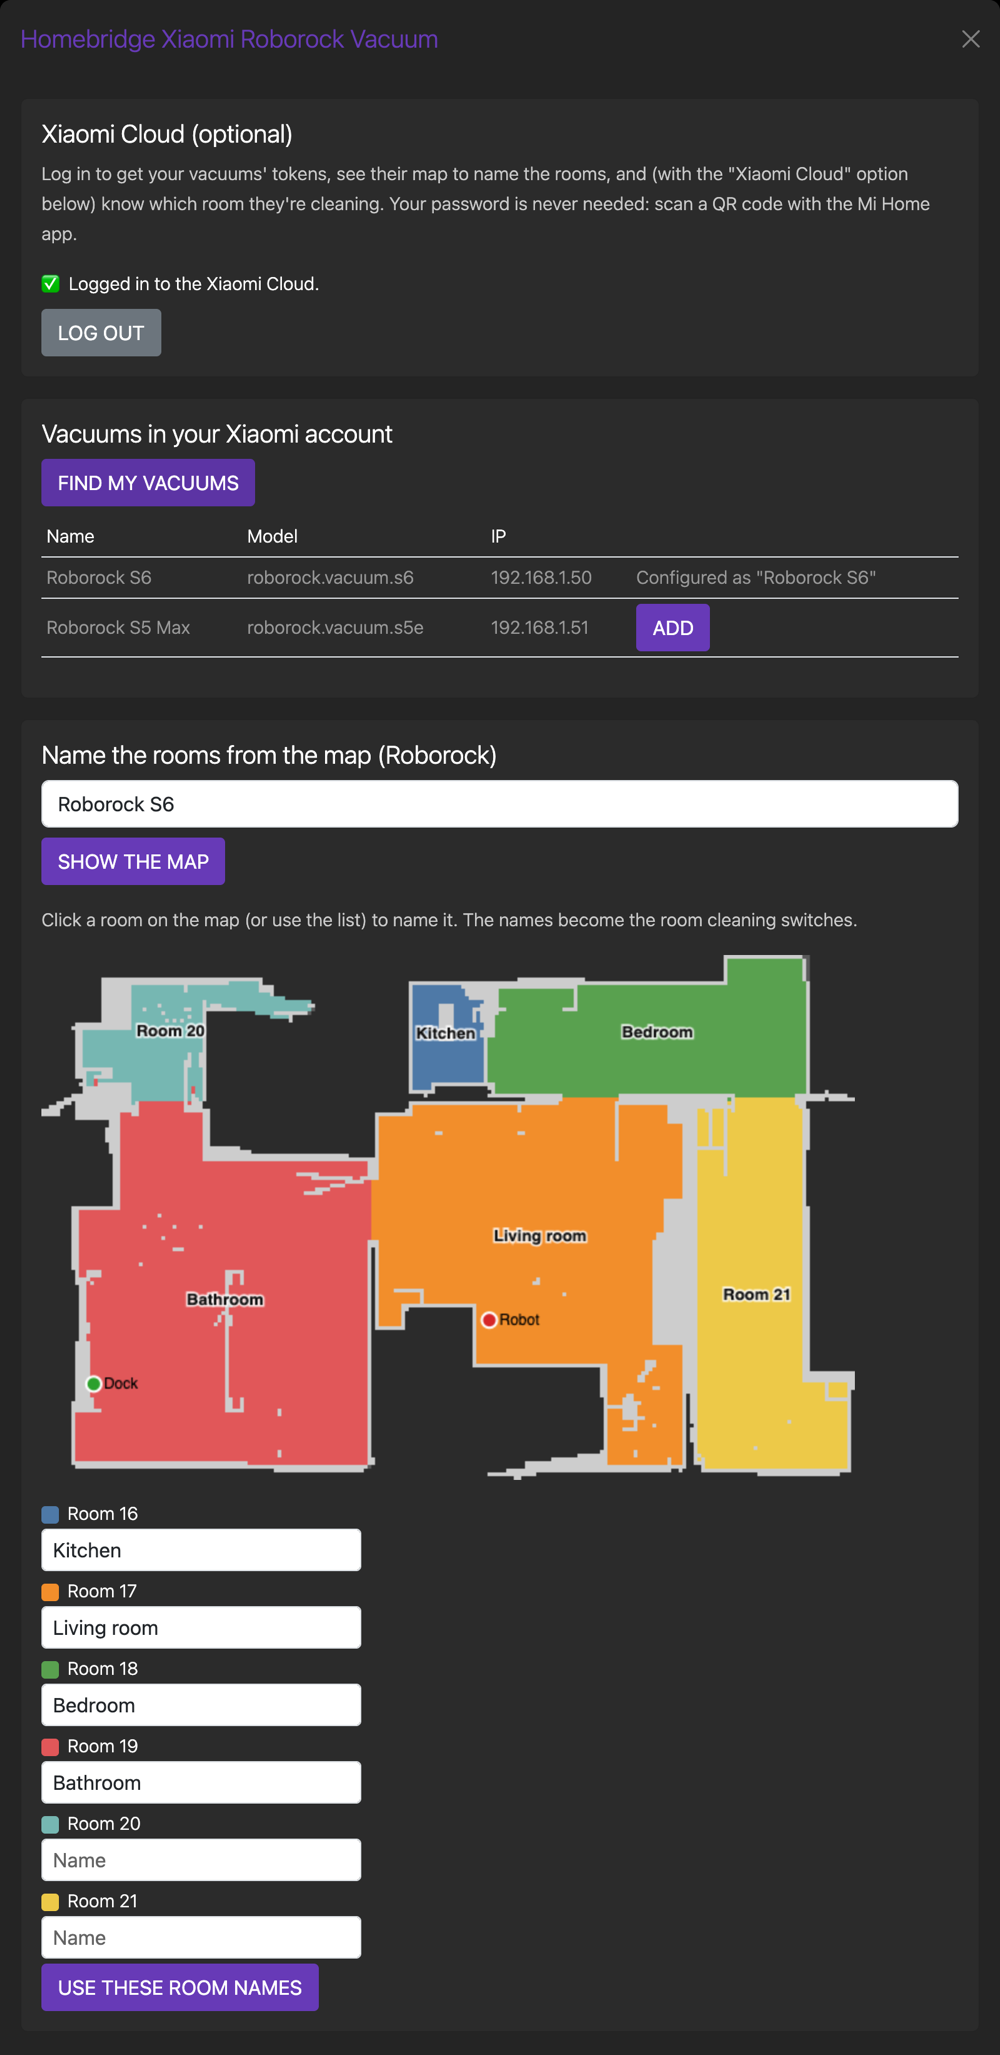 Homebridge Xiaomi Roborock Vacuum
Xiaomi Cloud (optional)
Log in to get your vacuums' tokens, see their map to name the rooms, and (with the "Xiaomi Cloud" option
below) know which room they're cleaning. Your password is never needed: scan a QR code with the Mi Home
app.
✅ Logged in to the Xiaomi Cloud.
LOG OUT
Vacuums in your Xiaomi account
FIND MY VACUUMS
Name Model IP
Roborock S6 roborock.vacuum.s6 192.168.1.50 Configured as "Roborock S6"
Roborock S5 Max roborock.vacuum.s5e 192.168.1.51 ADD
Name the rooms from the map (Roborock)
Roborock S6
SHOW THE MAP
Click a room on the map (or use the list) to name it. The names become the room cleaning switches.
Room 20
Kitchen
Bedroom
Living room
Room 21
Bathroom
Robot
Dock
Room 16
Kitchen
Room 17
Living room
Room 18
Bedroom
Room 19
Bathroom
Room 20
Name
Room 21
Name
USE THESE ROOM NAMES